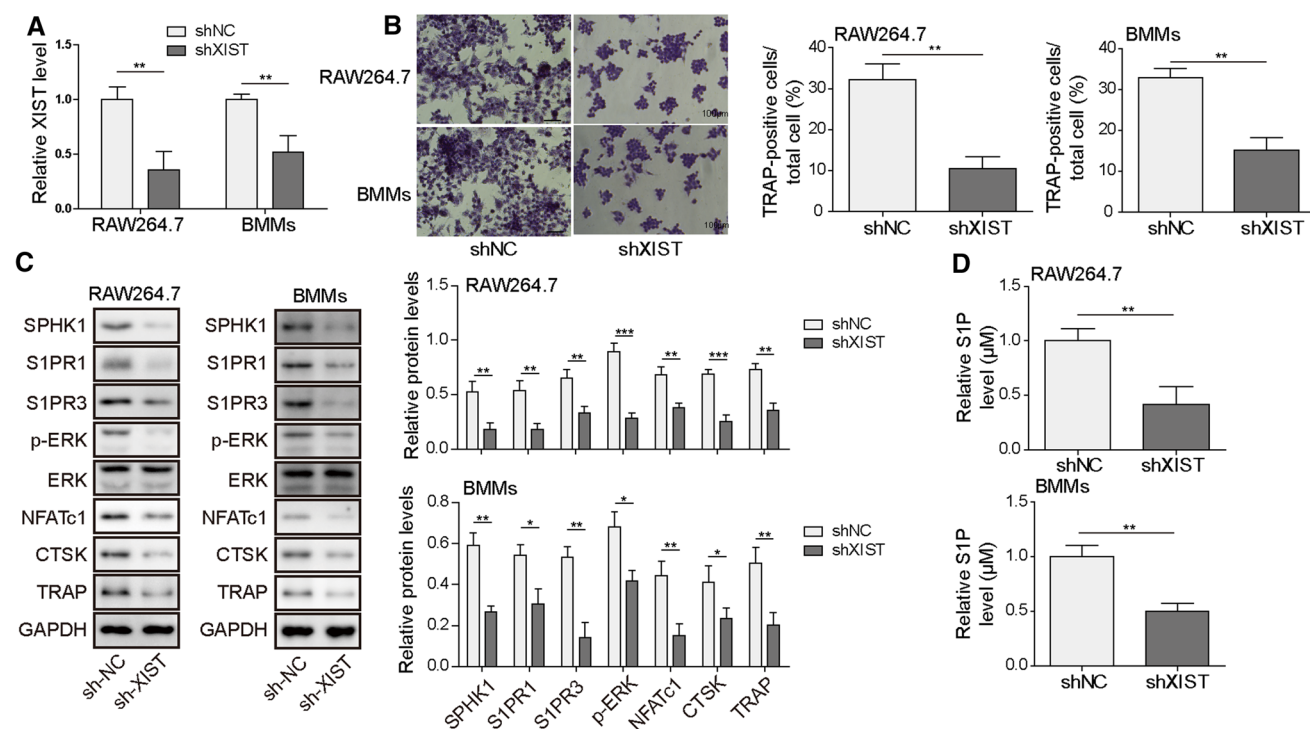 A
shNC
shXIST
Relative XIST level
1.5
1.0
0.5
0.0
**
**
RAW264.7
BMMs
B
RAW264.7
BMMs
100μm
shNC
shXIST
RAW264.7
TRAP-positive cells/
total cell (%)
40
30
20
10
0
**
shNC
shXIST
BMMs
TRAP-positive cells/
total cell (%)
40
30
20
10
0
**
shNC
shXIST
C
RAW264.7
SPHK1
S1PR1
S1PR3
p-ERK
ERK
NFATc1
CTSK
TRAP
GAPDH
sh-NC
sh-XIST
BMMs
SPHK1
S1PR1
S1PR3
p-ERK
ERK
NFATc1
CTSK
TRAP
GAPDH
sh-NC
sh-XIST
RAW264.7
Relative protein levels
1.5
1.0
0.5
0.0
** ** ** *** ** *** **
shNC
shXIST
BMMs
Relative protein levels
0.8
0.6
0.4
0.2
0.0
** * ** * ** * **
shNC
shXIST
SPHK1
S1PR1
S1PR3
p-ERK
NFATc1
CTSK
TRAP
D
RAW264.7
Relative S1P
level (μM)
1.5
1.0
0.5
0.0
**
shNC
shXIST
BMMs
Relative S1P
level (μM)
1.5
1.0
0.5
0.0
**
shNC
shXIST